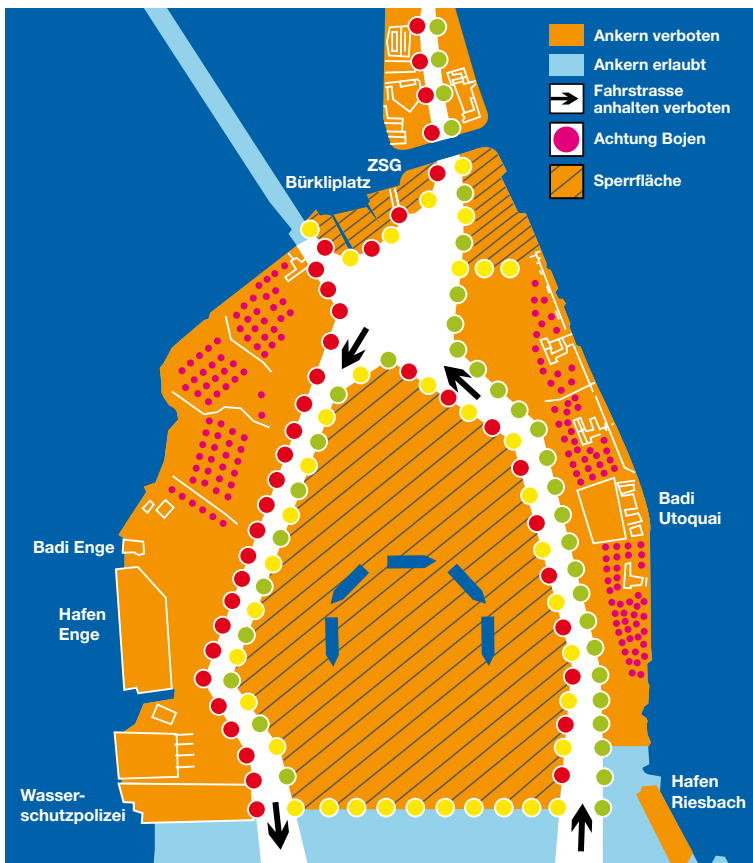 Ankern verboten
Ankern erlaubt
Fahrstrasse
anhalten verboten
Achtung Bojen
Sperrfläche
ZSG
Bürkliplatz
Badi
Utoquai
Badi Enge
Hafen
Enge
Wasser-
schutzpolizei
Hafen
Riesbach